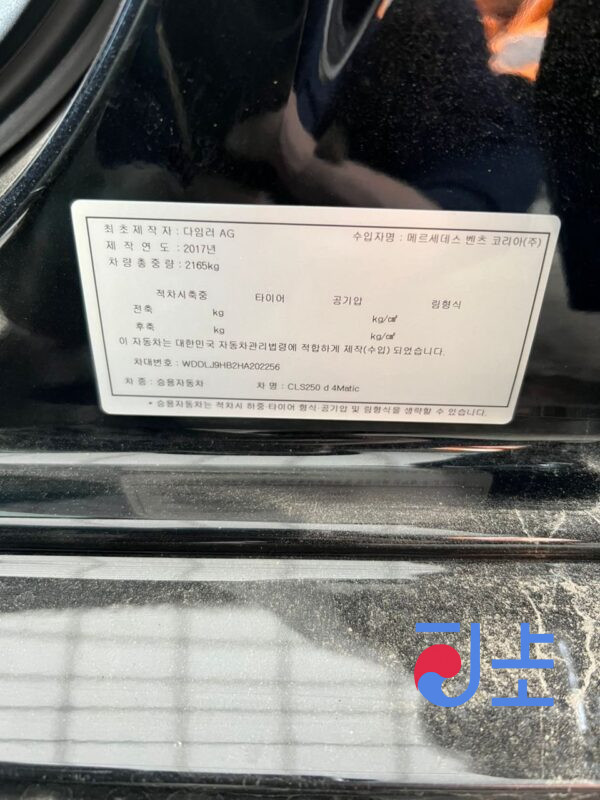 최초제작자 : 다임러 AG 수입자명 : 메르세데스 벤츠 코리아(주)
제작연도 : 2017년
차량총중량 : 2165kg
적차시축중 타이어 공기압 림형식
전축 kg kg/㎠
후축 kg kg/㎠
이 자동차는 대한민국 자동차관리법령에 적합하게 제작(수입) 되었습니다.
차대번호 : WDDLJ9HB2HA202256
차 종 : 승용자동차 차 명 : CLS250 d 4Matic
* 승용자동차는 적차시 하중 타이어 형식·공기압 및 림형식을 생략할 수 있습니다.